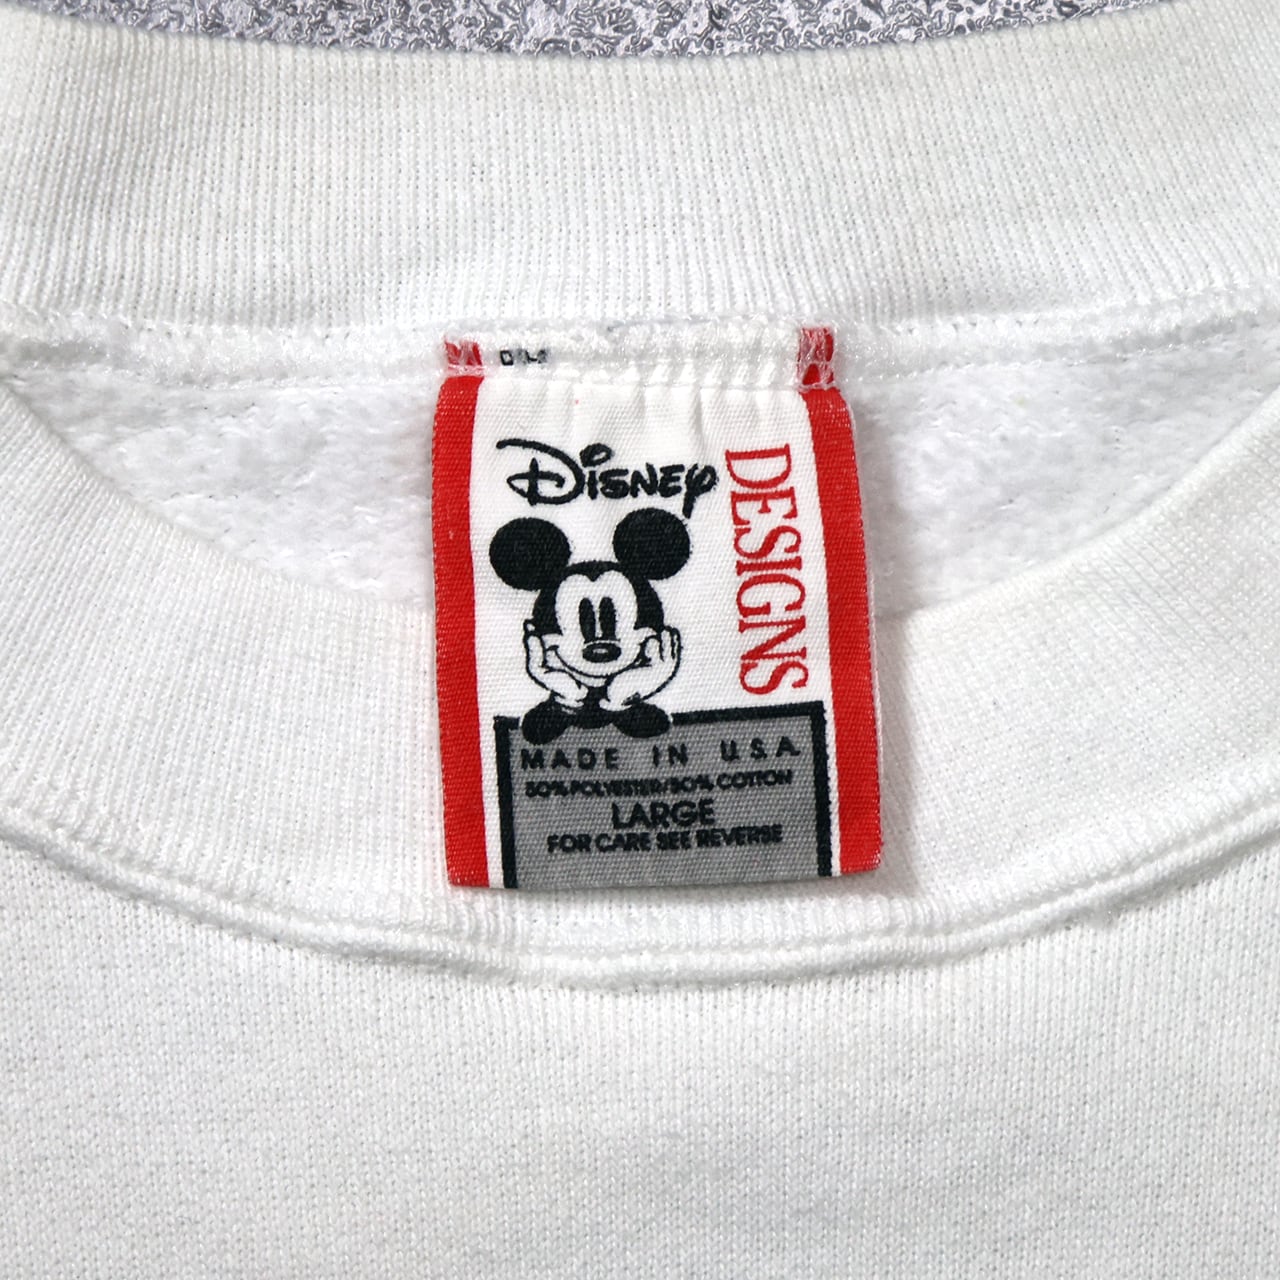 Disney
DESIGNS
MADE IN U.S.A.
50% POLYESTER/50% COTTON
LARGE
FOR CARE SEE REVERSE